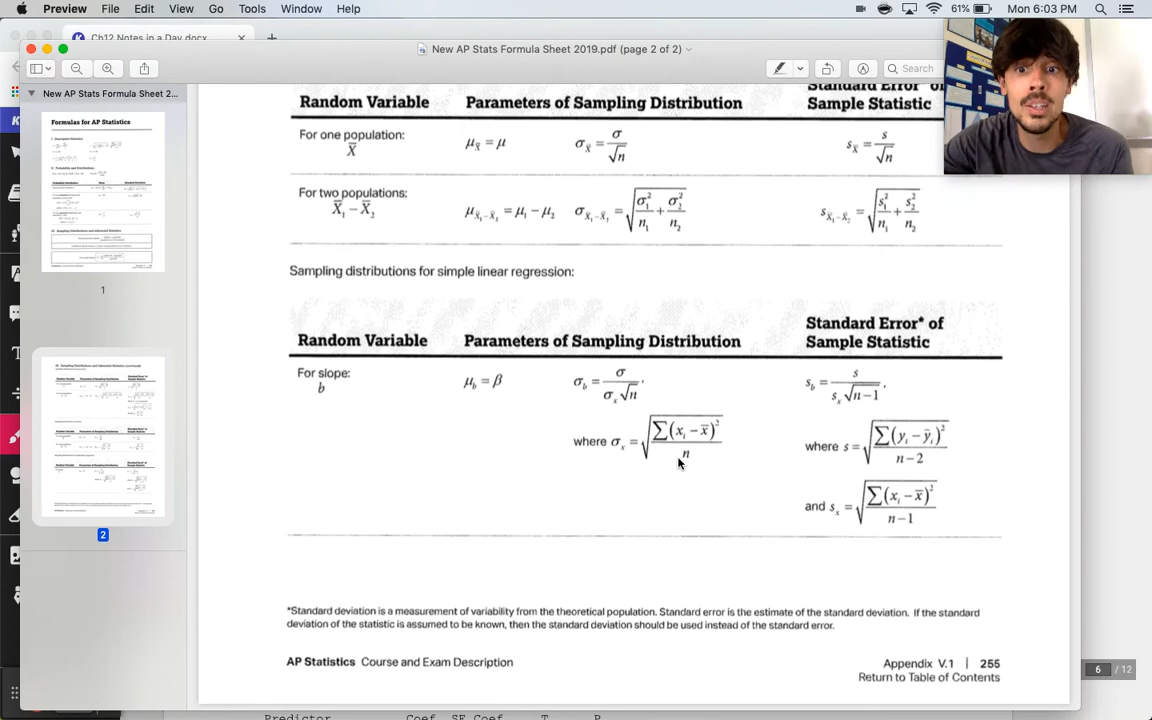 Preview File Edit View Go Tools Window Help 61% Mon 6:03 PM
Ch12 Notes in a Day.docx
New AP Stats Formula Sheet 2019.pdf (page 2 of 2)
Search
New AP Stats Formula Sheet 2...
Formulas for AP Statistics
1
2
Random Variable Parameters of Sampling Distribution Standard Error* of Sample Statistic
For one population:
X̄ μ_X̄ = μ σ_X̄ = σ/√n s_X̄ = s/√n
For two populations:
X̄₁ − X̄₂ μ_X̄₁−X̄₂ = μ₁ − μ₂ σ_X̄₁−X̄₂ = √(σ₁²/n₁ + σ₂²/n₂) s_X̄₁−X̄₂ = √(s₁²/n₁ + s₂²/n₂)
Sampling distributions for simple linear regression:
Random Variable Parameters of Sampling Distribution Standard Error* of Sample Statistic
For slope:
b μ_b = β σ_b = σ/(σ_x√n), s_b = s/(s_x√(n−1)),
where σ_x = √(∑(x_i − x̄)²/n) where s = √(∑(y_i − ŷ_i)²/(n−2))
and s_x = √(∑(x_i − x̄)²/(n−1))
*Standard deviation is a measurement of variability from the theoretical population. Standard error is the estimate of the standard deviation. If the standard
deviation of the statistic is assumed to be known, then the standard deviation should be used instead of the standard error.
AP Statistics Course and Exam Description
Appendix V.1 | 255
Return to Table of Contents
6 / 12
Predictor Coef SE Coef T P